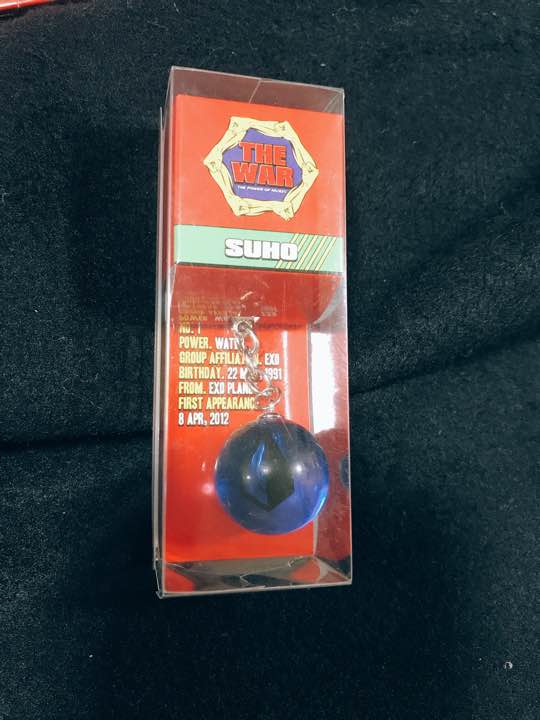 THE
WAR
THE POWER OF MUSIC
SUHO
NO. 1
POWER. WAT
GROUP AFFILIA. EXO
BIRTHDAY. 22 M 1991
FROM. EXO PLAN
FIRST APPEARANC
8 APR, 2012